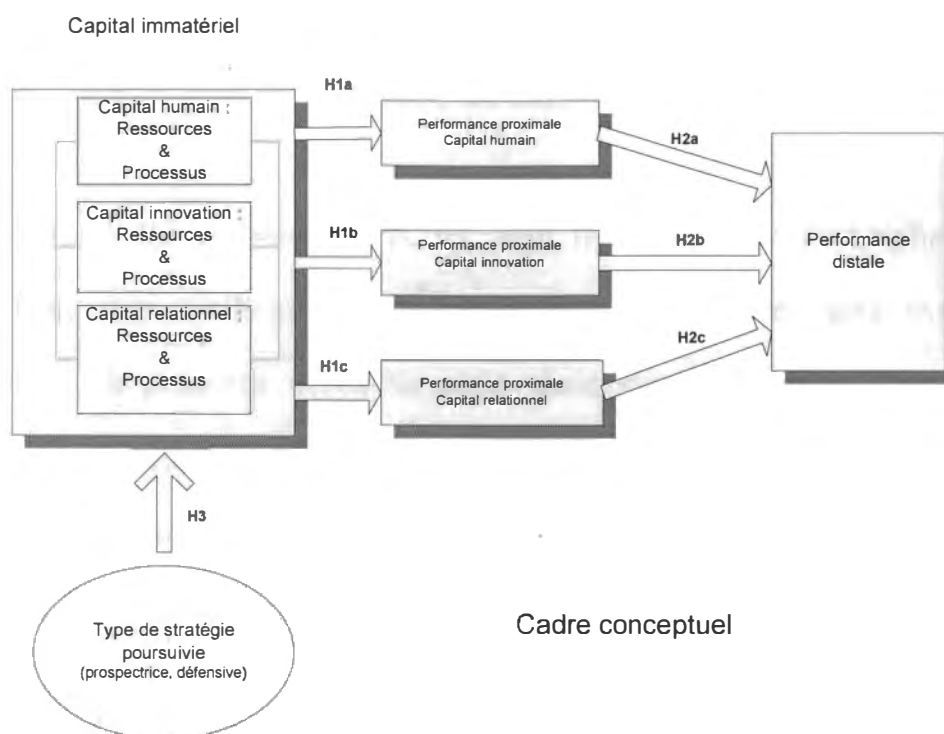 Capital immatériel
H1a
Capital humain :
Ressources
&
Processus
Performance proximale
Capital humain
H2a
Capital innovation :
Ressources
&
Processus
H1b
Performance proximale
Capital innovation
H2b
Performance
distale
Capital relationnel :
Ressources
&
Processus
H1c
Performance proximale
Capital relationnel
H2c
H3
Type de stratégie
poursuivie
(prospectrice, défensive)
Cadre conceptuel